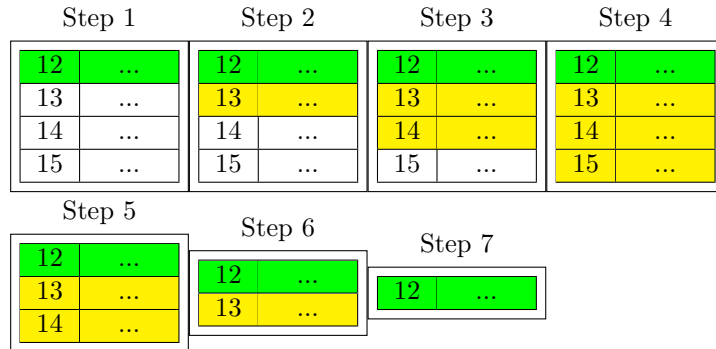 Step 1 Step 2 Step 3 Step 4
12 ... 12 ... 12 ... 12 ...
13 ... 13 ... 13 ... 13 ...
14 ... 14 ... 14 ... 14 ...
15 ... 15 ... 15 ... 15 ...
Step 5 Step 6 Step 7
12 ... 12 ... 12 ...
13 ... 13 ...
14 ...